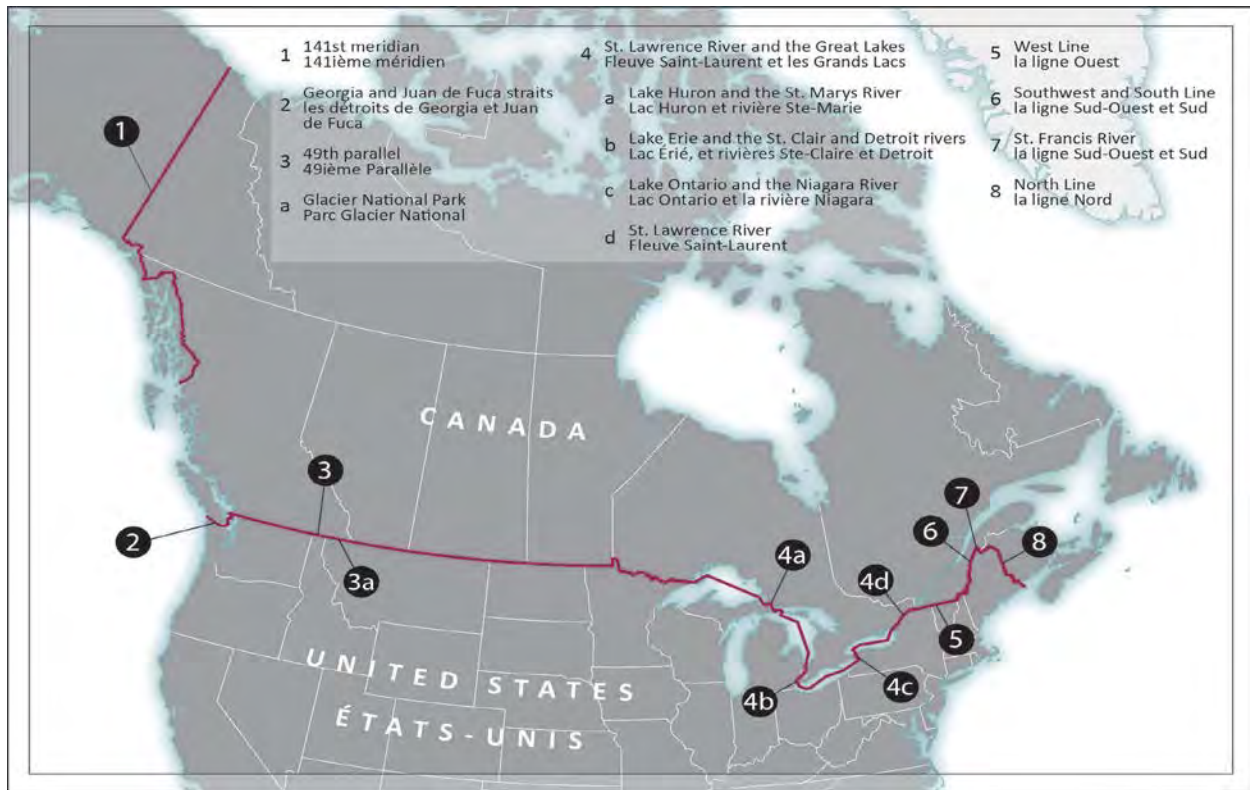 1 141st meridian
141ième méridien
2 Georgia and Juan de Fuca straits
les détroits de Georgia et Juan
de Fuca
3 49th parallel
49ième Parallèle
a Glacier National Park
Parc Glacier National
4 St. Lawrence River and the Great Lakes
Fleuve Saint-Laurent et les Grands Lacs
a Lake Huron and the St. Marys River
Lac Huron et rivière Ste-Marie
b Lake Erie and the St. Clair and Detroit rivers
Lac Érié, et rivières Ste-Claire et Detroit
c Lake Ontario and the Niagara River
Lac Ontario et la rivière Niagara
d St. Lawrence River
Fleuve Saint-Laurent
5 West Line
la ligne Ouest
6 Southwest and South Line
la ligne Sud-Ouest et Sud
7 St. Francis River
la ligne Sud-Ouest et Sud
8 North Line
la ligne Nord
1
CANADA
3
2
3a
7
6
8
4a
4d
5
4b
4c
UNITED STATES
ÉTATS-UNIS